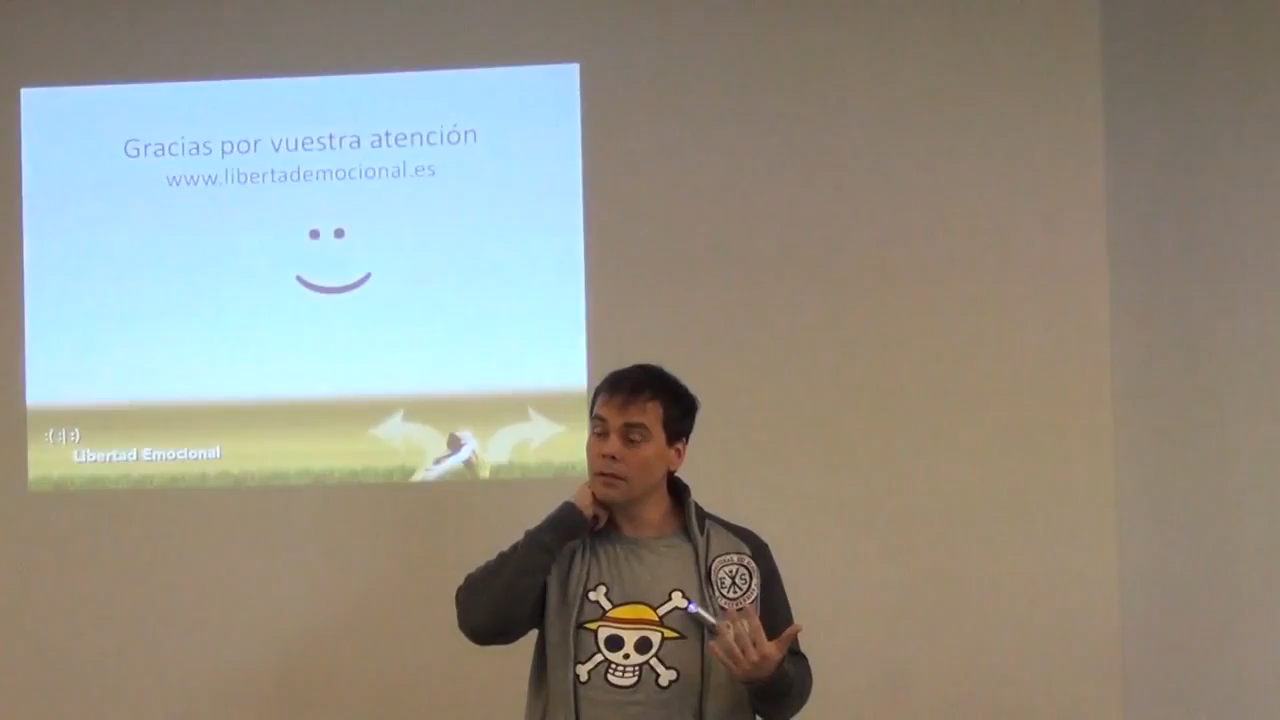 Gracias por vuestra atención
www.libertademocional.es
:( :| :)
Libertad Emocional
E S